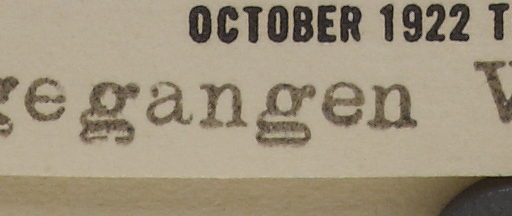 OCTOBER 1922 T
gegangen V